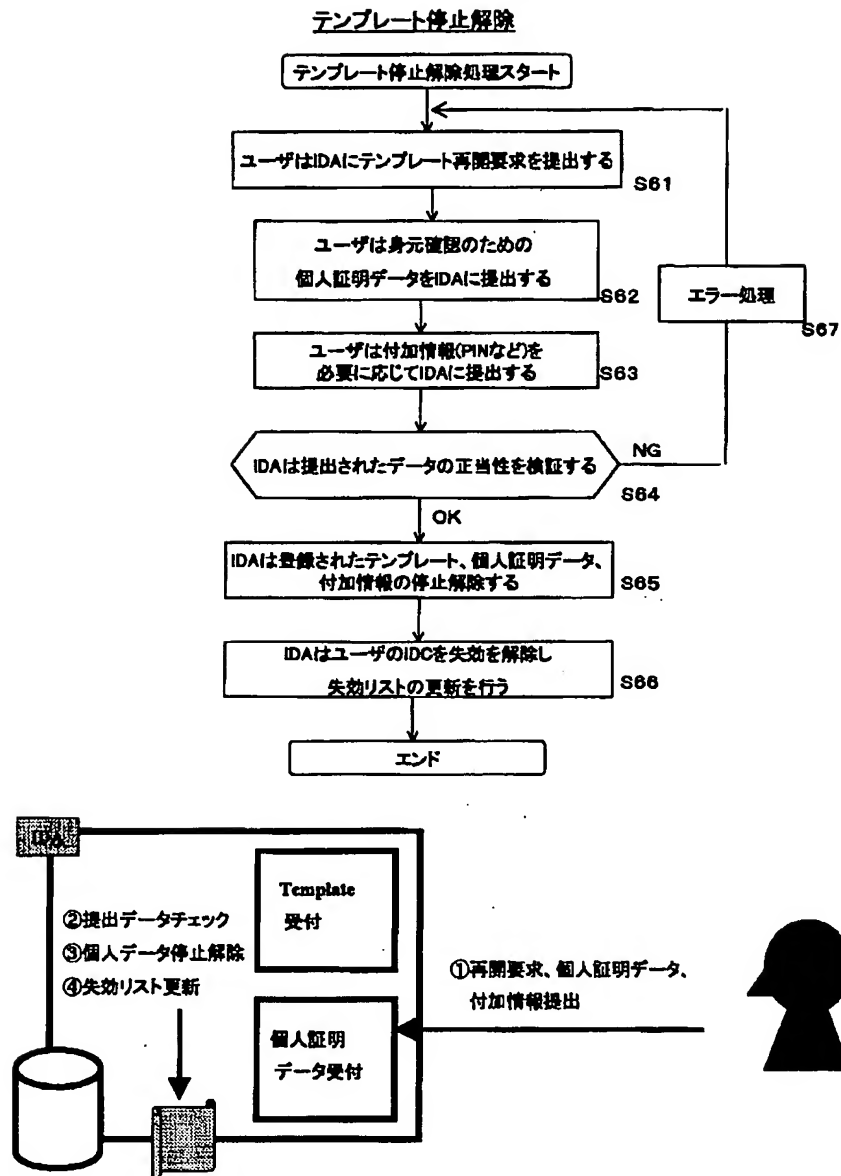 テンプレート停止解除
テンプレート停止解除処理スタート
ユーザはIDAにテンプレート再開要求を提出する
S61
ユーザは身元確認のための
個人証明データをIDAに提出する
S62
エラー処理
S67
ユーザは付加情報(PINなど)を
必要に応じてIDAに提出する
S63
IDAは提出されたデータの正当性を検証する
NG
S64
OK
IDAは登録されたテンプレート、個人証明データ、
付加情報の停止解除する
S65
IDAはユーザのIDCを失効を解除し
失効リストの更新を行う
S66
エンド
IDA
Template
受付
②提出データチェック
③個人データ停止解除
④失効リスト更新
①再開要求、個人証明データ、
付加情報提出
個人証明
データ受付